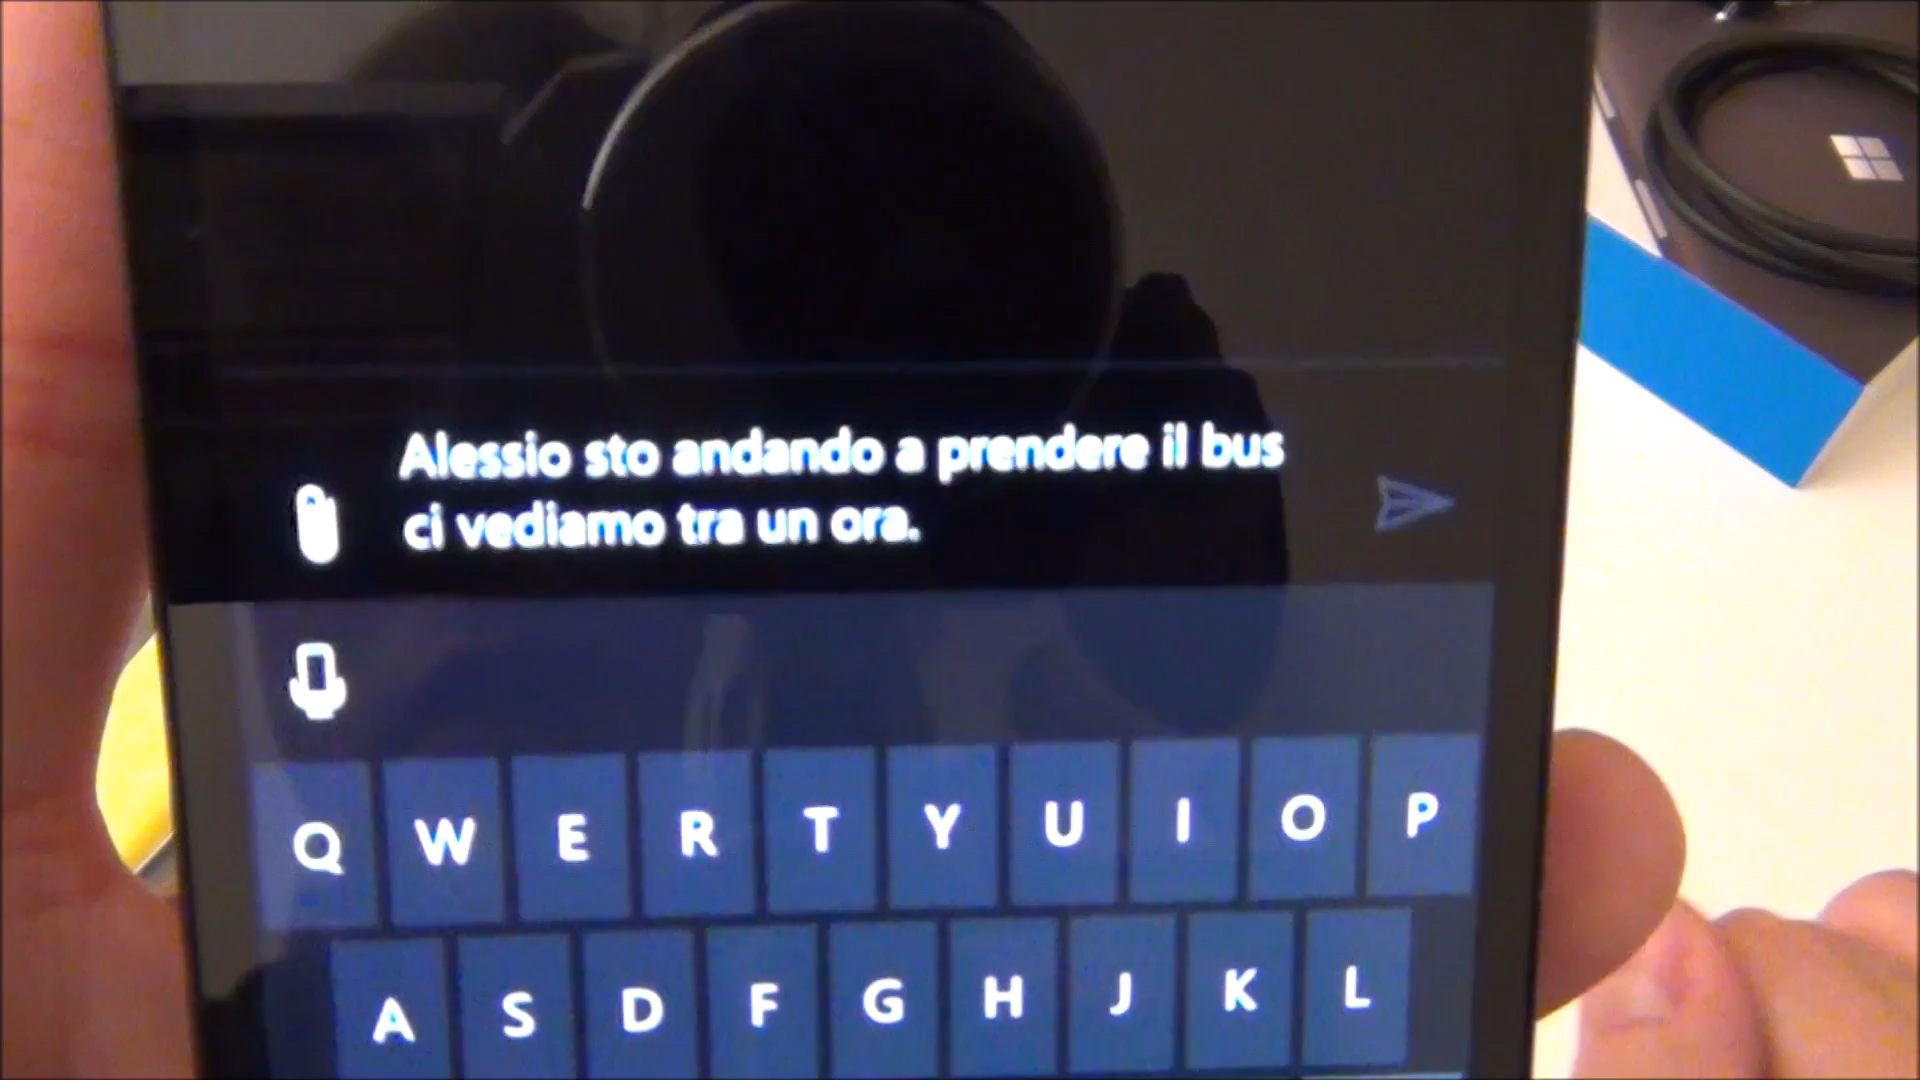 Alessio sto andando a prendere il bus
ci vediamo tra un ora.
Q W E R T Y U I O P
A S D F G H J K L